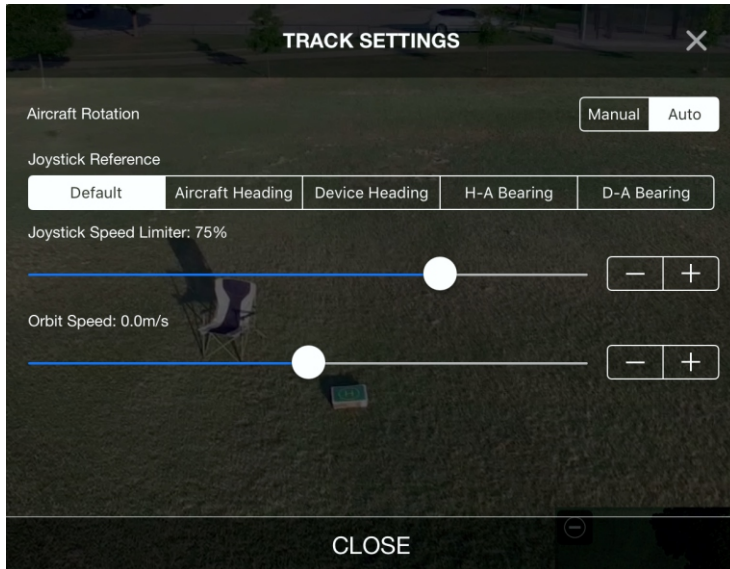 TRACK SETTINGS
Aircraft Rotation
Manual
Auto
Joystick Reference
Default
Aircraft Heading
Device Heading
H-A Bearing
D-A Bearing
Joystick Speed Limiter: 75%
Orbit Speed: 0.0m/s
CLOSE